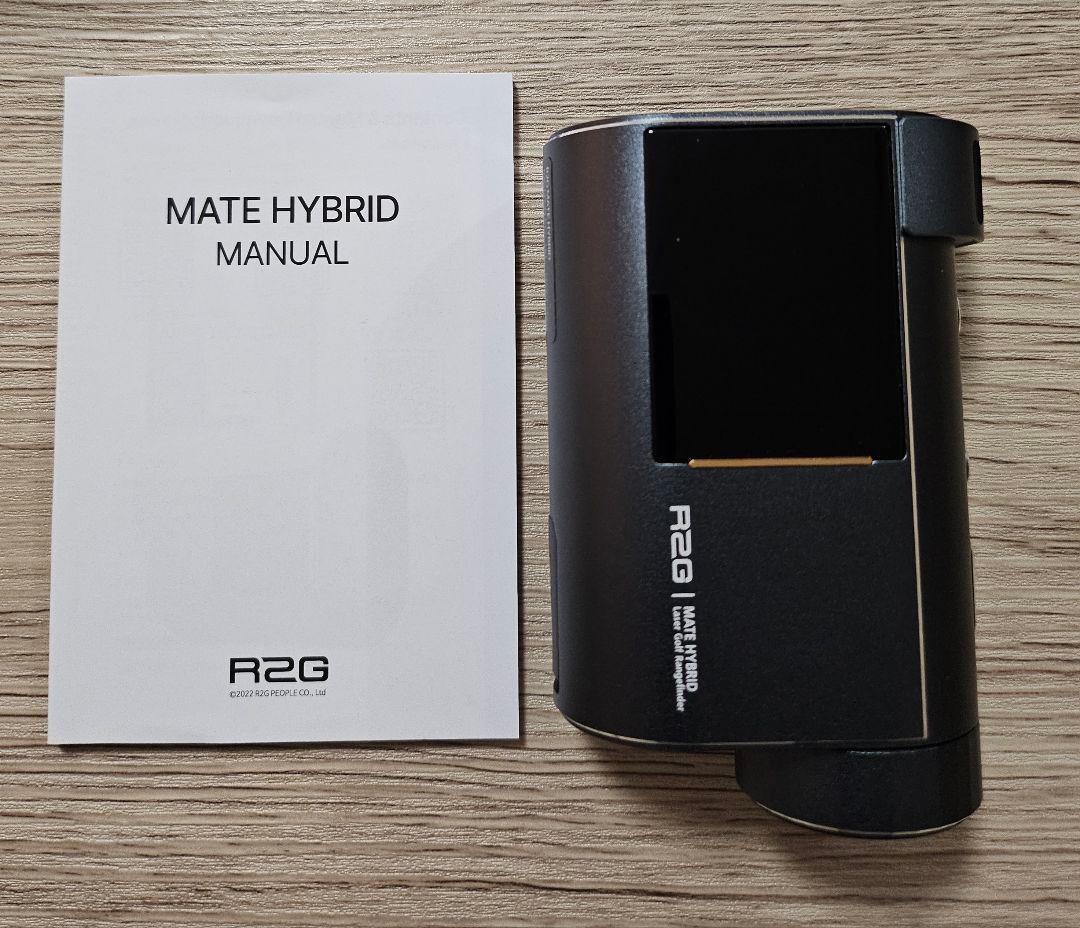 MATE HYBRID
MANUAL
R2G
©2022 R2G PEOPLE CO., Ltd
R2G | MATE HYBRID
Laser Golf Rangefinder